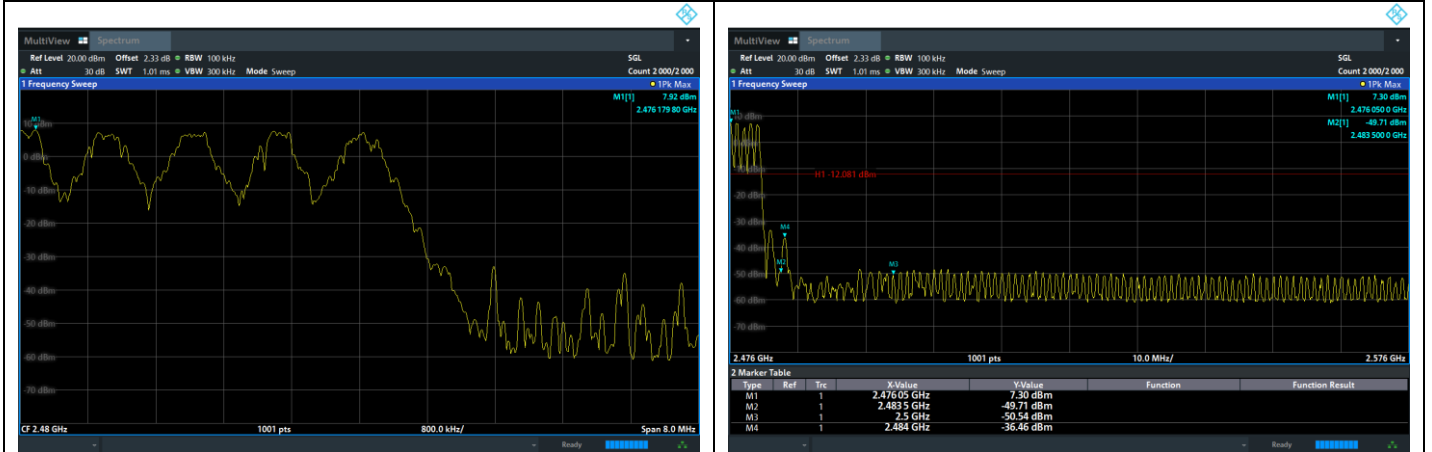 MultiView Spectrum
Ref Level 20.00 dBm Offset 2.33 dB RBW 100 kHz SGL
Att 30 dB SWT 1.01 ms VBW 300 kHz Mode Sweep Count 2 000/2 000
1 Frequency Sweep 1Pk Max
M1[1] 7.92 dBm
2.476 179 80 GHz
M1
10 dBm
0 dBm
-10 dBm
-20 dBm
-30 dBm
-40 dBm
-50 dBm
-60 dBm
-70 dBm
CF 2.48 GHz 1001 pts 800.0 kHz/ Span 8.0 MHz
Ready
MultiView Spectrum
Ref Level 20.00 dBm Offset 2.33 dB RBW 100 kHz SGL
Att 30 dB SWT 1.01 ms VBW 300 kHz Mode Sweep Count 2 000/2 000
1 Frequency Sweep 1Pk Max
M1[1] 7.30 dBm
2.476 050 0 GHz
M2[1] -49.71 dBm
2.483 500 0 GHz
M1
10 dBm
0 dBm
H1 -12.081 dBm
-20 dBm
-30 dBm
M4
-40 dBm
M2
M3
-50 dBm
-60 dBm
-70 dBm
2.476 GHz 1001 pts 10.0 MHz/ 2.576 GHz
2 Marker Table
Type Ref Trc X-Value Y-Value Function Function Result
M1 1 2.476 05 GHz 7.30 dBm
M2 1 2.483 5 GHz -49.71 dBm
M3 1 2.5 GHz -50.54 dBm
M4 1 2.484 GHz -36.46 dBm
Ready